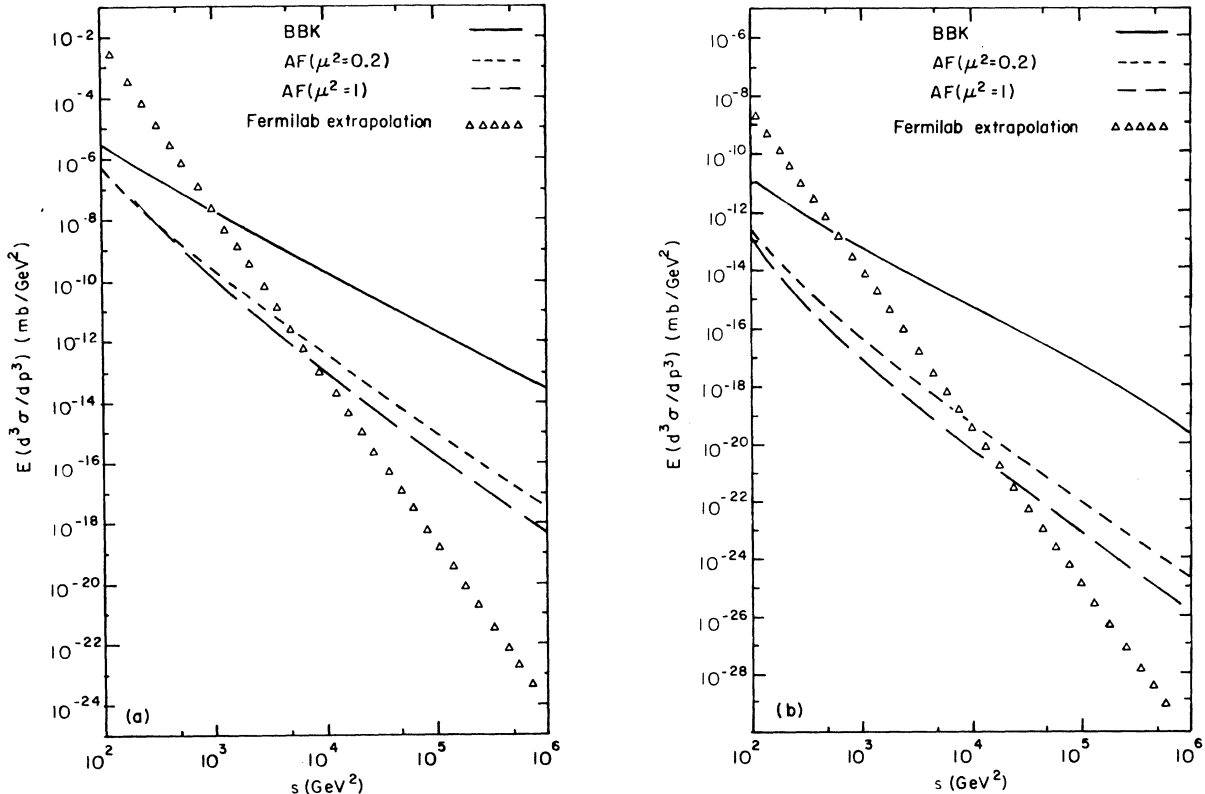 BBK
AF(μ²=0.2)
AF(μ²=1)
Fermilab extrapolation
E(d³σ/dp³) (mb/GeV²)
10⁻²
10⁻⁴
10⁻⁶
10⁻⁸
10⁻¹⁰
10⁻¹²
10⁻¹⁴
10⁻¹⁶
10⁻¹⁸
10⁻²⁰
10⁻²²
10⁻²⁴
(a)
10² 10³ 10⁴ 10⁵ 10⁶
s (GeV²)
BBK
AF(μ²=0.2)
AF(μ²=1)
Fermilab extrapolation
E(d³σ/dp³) (mb/GeV²)
10⁻⁶
10⁻⁸
10⁻¹⁰
10⁻¹²
10⁻¹⁴
10⁻¹⁶
10⁻¹⁸
10⁻²⁰
10⁻²²
10⁻²⁴
10⁻²⁶
10⁻²⁸
(b)
10² 10³ 10⁴ 10⁵ 10⁶
s (GeV²)